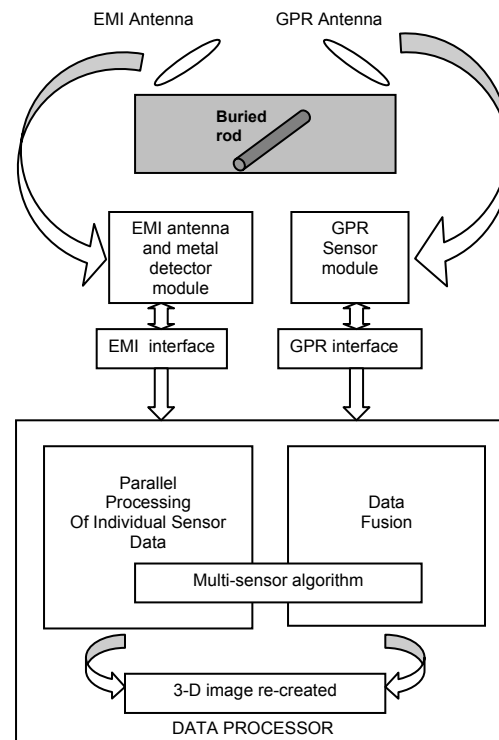 EMI Antenna
GPR Antenna
Buried
rod
EMI antenna
and metal
detector
module
GPR
Sensor
module
EMI interface
GPR interface
Parallel
Processing
Of Individual Sensor
Data
Data
Fusion
Multi-sensor algorithm
3-D image re-created
DATA PROCESSOR